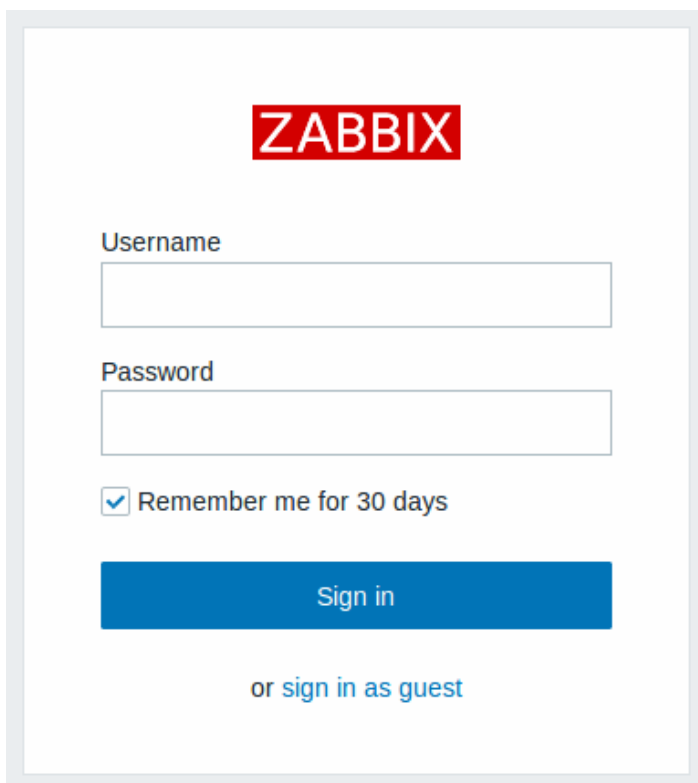 ZABBIX
Username
Password
Remember me for 30 days
Sign in
or sign in as guest